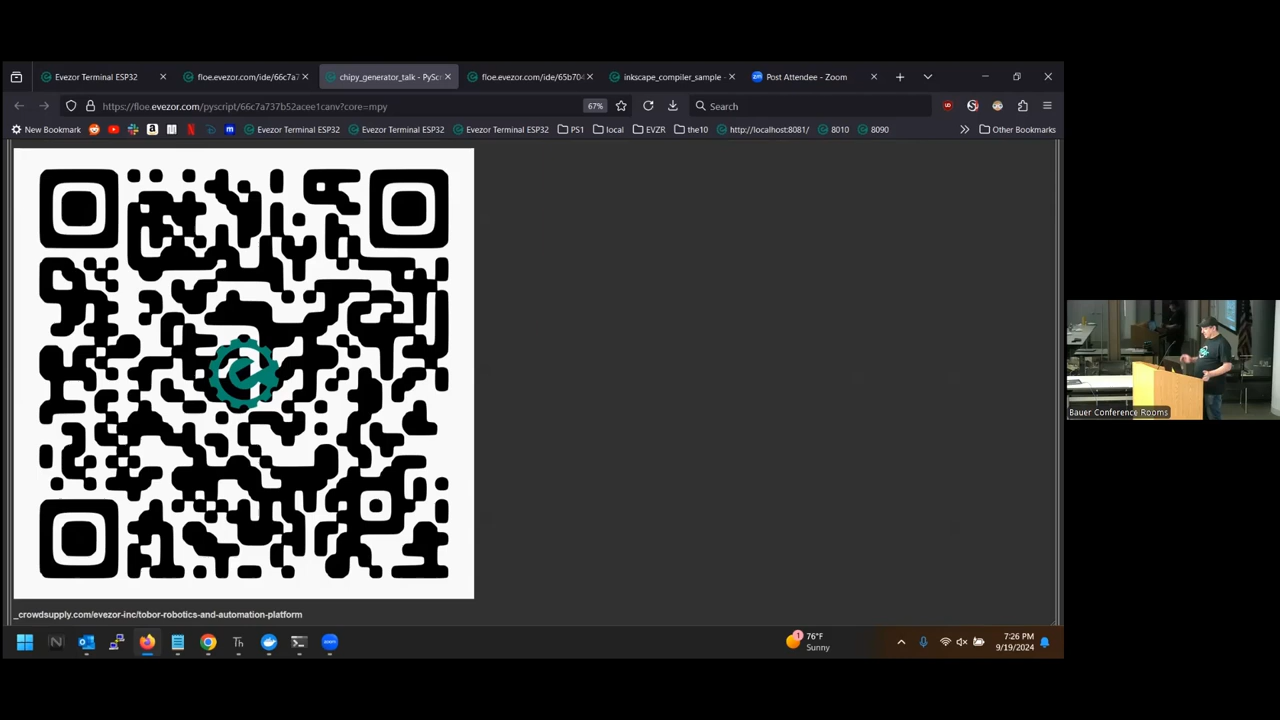 Evezor Terminal ESP32
floe.evezor.com/ide/66c7a7
chipy_generator_talk - PyScr
floe.evezor.com/ide/65b704
inkscape_compiler_sample -
Post Attendee - Zoom
https://floe.evezor.com/pyscript/66c7a737b52acee1canv?core=mpy
67%
Search
New Bookmark
Evezor Terminal ESP32
Evezor Terminal ESP32
Evezor Terminal ESP32
PS1
local
EVZR
the10
http://localhost:8081/
8010
8090
Other Bookmarks
_crowdsupply.com/evezor-inc/tobor-robotics-and-automation-platform
Bauer Conference Rooms
1
76°F
Sunny
7:26 PM
9/19/2024